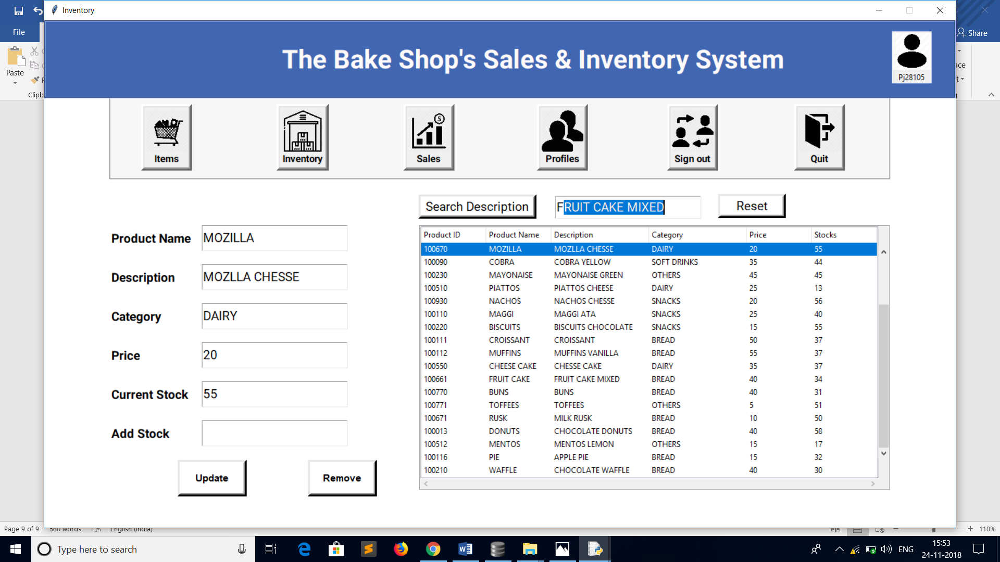 Inventory
File
Share
The Bake Shop's Sales & Inventory System
Pj28105
Paste
Items
Inventory
Sales
Profiles
Sign out
Quit
Search Description
FRUIT CAKE MIXED
Reset
Product Name MOZILLA
Description MOZLLA CHESSE
Category DAIRY
Price 20
Current Stock 55
Add Stock
Update
Remove
Product ID Product Name Description Category Price Stocks
100670 MOZILLA MOZLLA CHESSE DAIRY 20 55
100090 COBRA COBRA YELLOW SOFT DRINKS 35 44
100230 MAYONAISE MAYONAISE GREEN OTHERS 45 45
100510 PIATTOS PIATTOS CHEESE DAIRY 25 13
100930 NACHOS NACHOS CHESSE SNACKS 20 56
100110 MAGGI MAGGI ATA SNACKS 25 40
100220 BISCUITS BISCUITS CHOCOLATE SNACKS 15 55
100111 CROISSANT CROISSANT BREAD 50 37
100112 MUFFINS MUFFINS VANILLA BREAD 55 37
100550 CHEESE CAKE CHESSE CAKE DAIRY 35 37
100661 FRUIT CAKE FRUIT CAKE MIXED BREAD 40 34
100770 BUNS BUNS BREAD 40 31
100771 TOFFEES TOFFEES OTHERS 5 51
100671 RUSK MILK RUSK BREAD 10 50
100013 DONUTS CHOCOLATE DONUTS BREAD 40 58
100512 MENTOS MENTOS LEMON OTHERS 15 17
100116 PIE APPLE PIE BREAD 15 32
100210 WAFFLE CHOCOLATE WAFFLE BREAD 40 30
Page 9 of 9 580 words English (India) 110%
Type here to search
ENG
15:53
24-11-2018